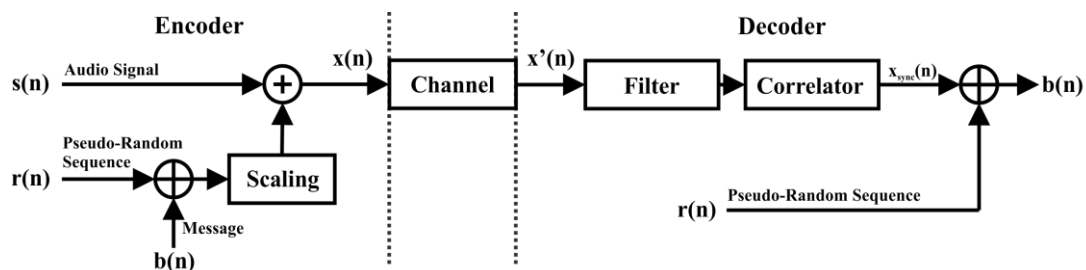 Encoder
Decoder
s(n)
Audio Signal
+
x(n)
Channel
x'(n)
Filter
Correlator
x_sync(n)
b(n)
Pseudo-Random
Sequence
r(n)
Scaling
Message
b(n)
Pseudo-Random Sequence
r(n)